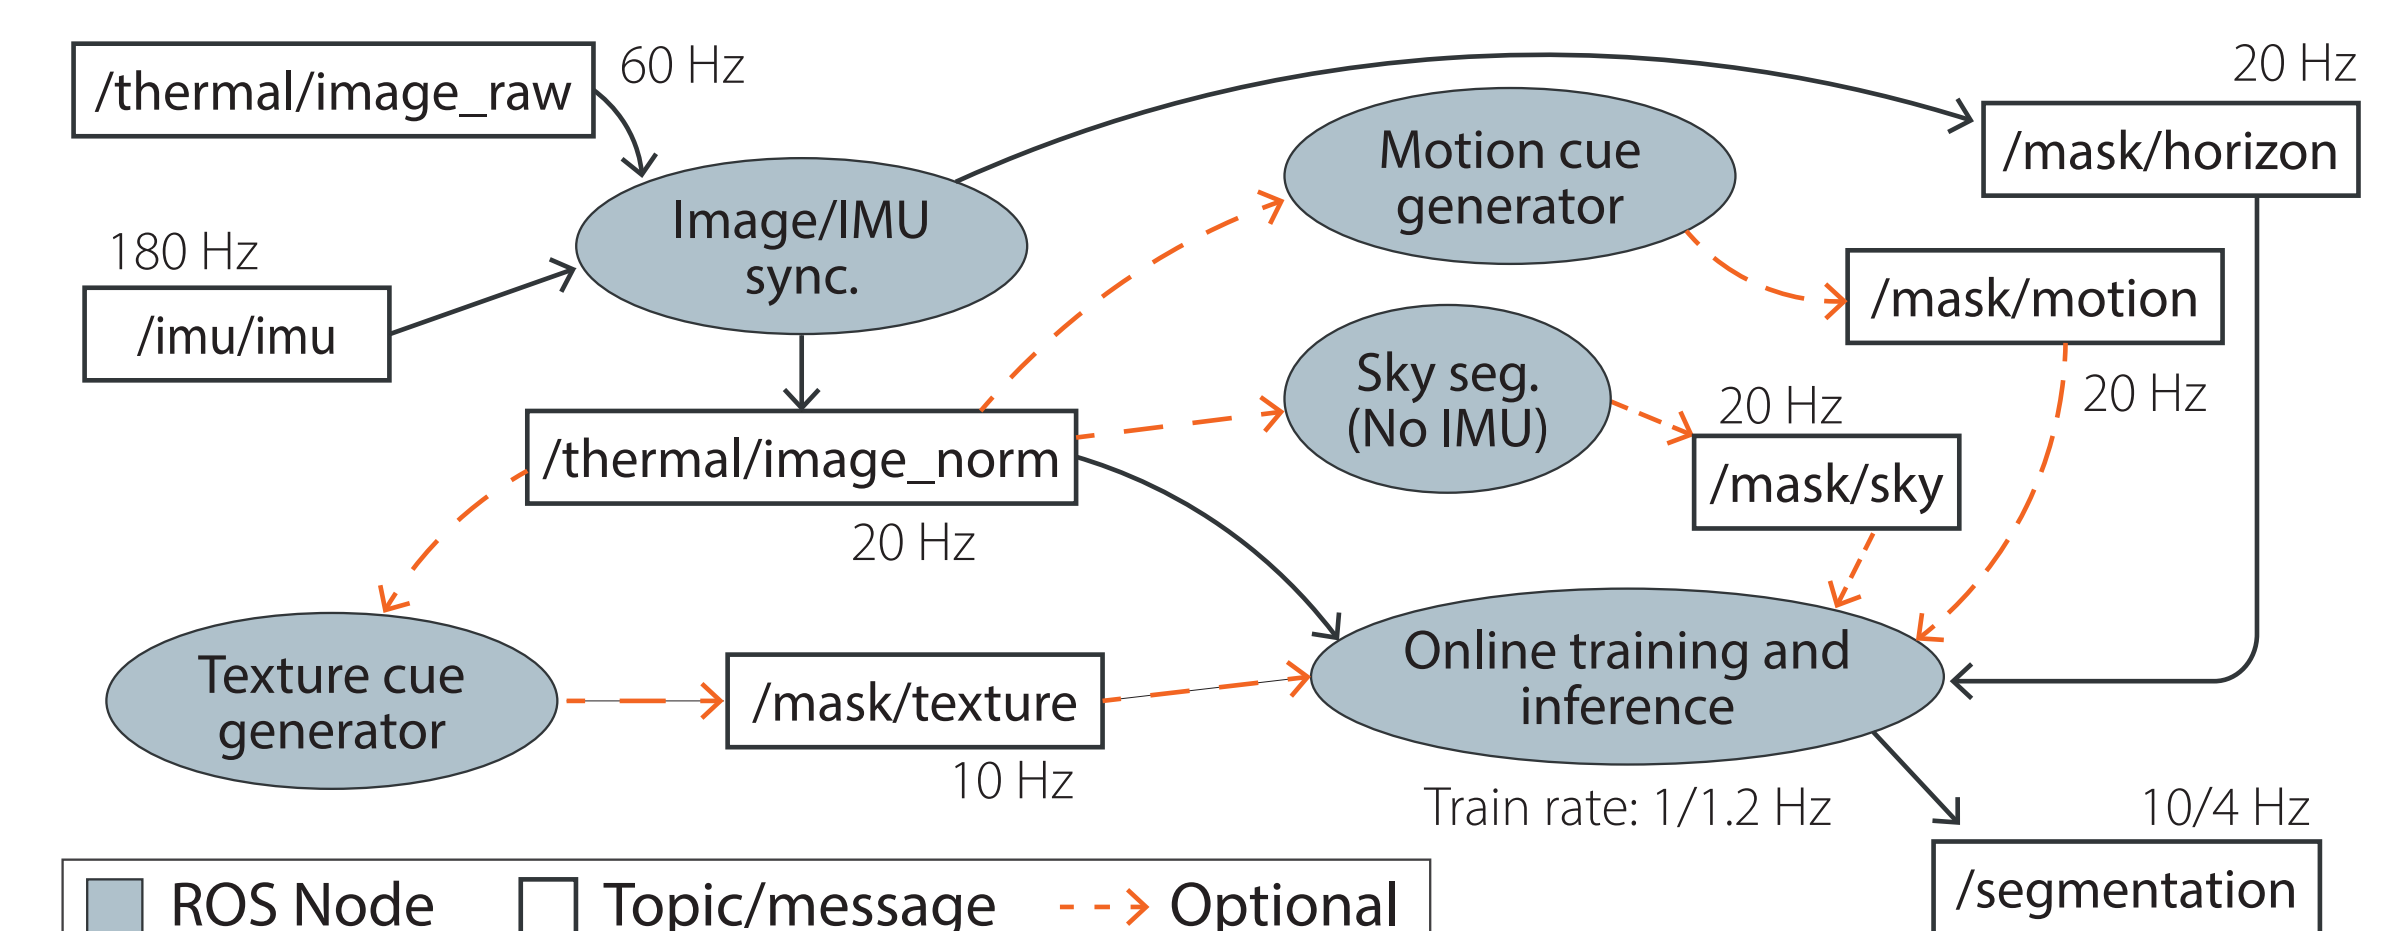 /thermal/image_raw
60 Hz
20 Hz
/mask/horizon
Motion cue
generator
Image/IMU
sync.
180 Hz
/imu/imu
/mask/motion
20 Hz
Sky seg.
(No IMU)
20 Hz
/mask/sky
/thermal/image_norm
20 Hz
Texture cue
generator
/mask/texture
10 Hz
Online training and
inference
Train rate: 1/1.2 Hz
10/4 Hz
/segmentation
ROS Node
Topic/message
Optional